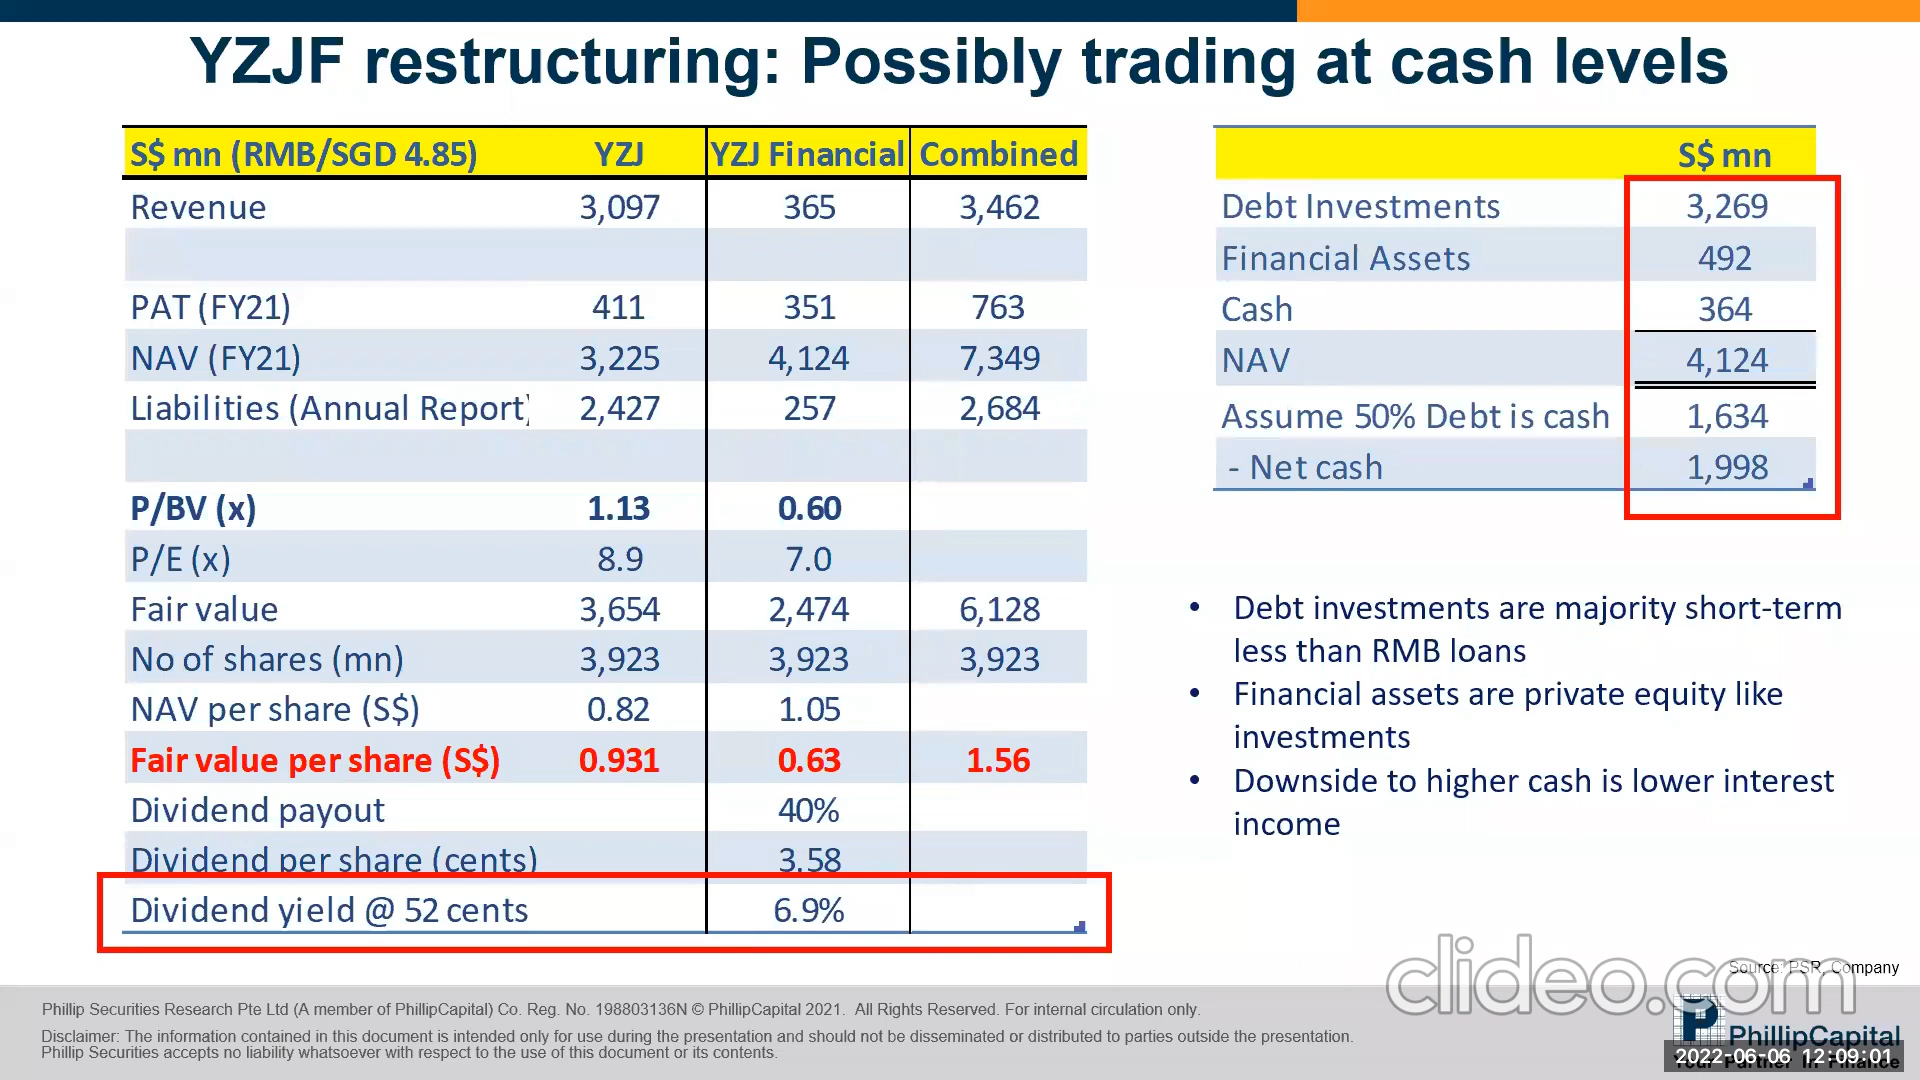 YZJF restructuring: Possibly trading at cash levels
S$ mn (RMB/SGD 4.85) YZJ YZJ Financial Combined
Revenue 3,097 365 3,462
PAT (FY21) 411 351 763
NAV (FY21) 3,225 4,124 7,349
Liabilities (Annual Report) 2,427 257 2,684
P/BV (x) 1.13 0.60
P/E (x) 8.9 7.0
Fair value 3,654 2,474 6,128
No of shares (mn) 3,923 3,923 3,923
NAV per share (S$) 0.82 1.05
Fair value per share (S$) 0.931 0.63 1.56
Dividend payout 40%
Dividend per share (cents) 3.58
Dividend yield @ 52 cents 6.9%
S$ mn
Debt Investments 3,269
Financial Assets 492
Cash 364
NAV 4,124
Assume 50% Debt is cash 1,634
- Net cash 1,998
• Debt investments are majority short-term
less than RMB loans
• Financial assets are private equity like
investments
• Downside to higher cash is lower interest
income
Source: PSR, Company
clideo.com
Phillip Securities Research Pte Ltd (A member of PhillipCapital) Co. Reg. No. 198803136N © PhillipCapital 2021. All Rights Reserved. For internal circulation only.
Disclaimer: The information contained in this document is intended only for use during the presentation and should not be disseminated or distributed to parties outside the presentation.
Phillip Securities accepts no liability whatsoever with respect to the use of this document or its contents.
PhillipCapital
Your Partner In Finance
2022-06-06 12:09:01